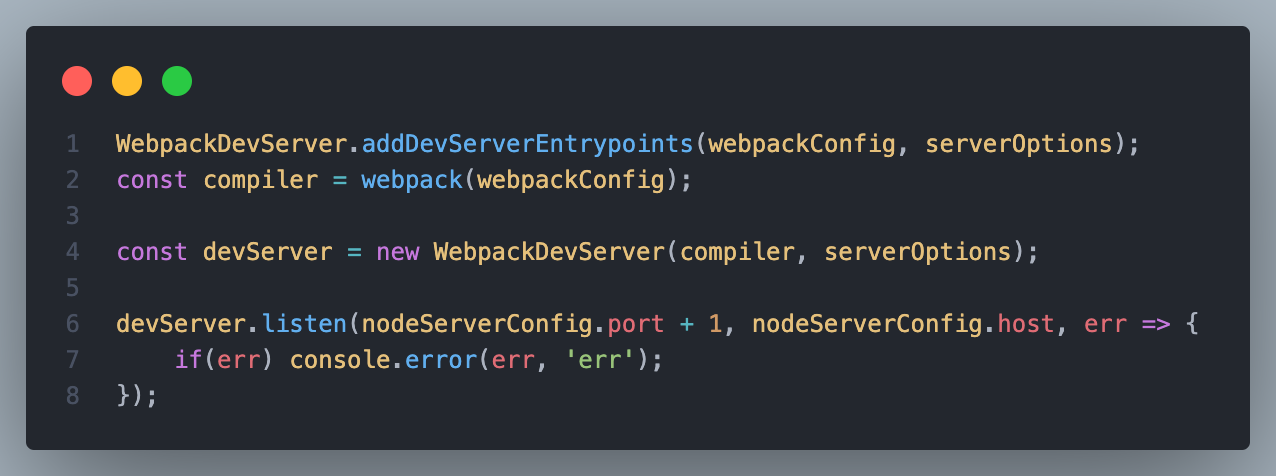 1 WebpackDevServer.addDevServerEntrypoints(webpackConfig, serverOptions);
2 const compiler = webpack(webpackConfig);
3
4 const devServer = new WebpackDevServer(compiler, serverOptions);
5
6 devServer.listen(nodeServerConfig.port + 1, nodeServerConfig.host, err => {
7     if(err) console.error(err, 'err');
8 });